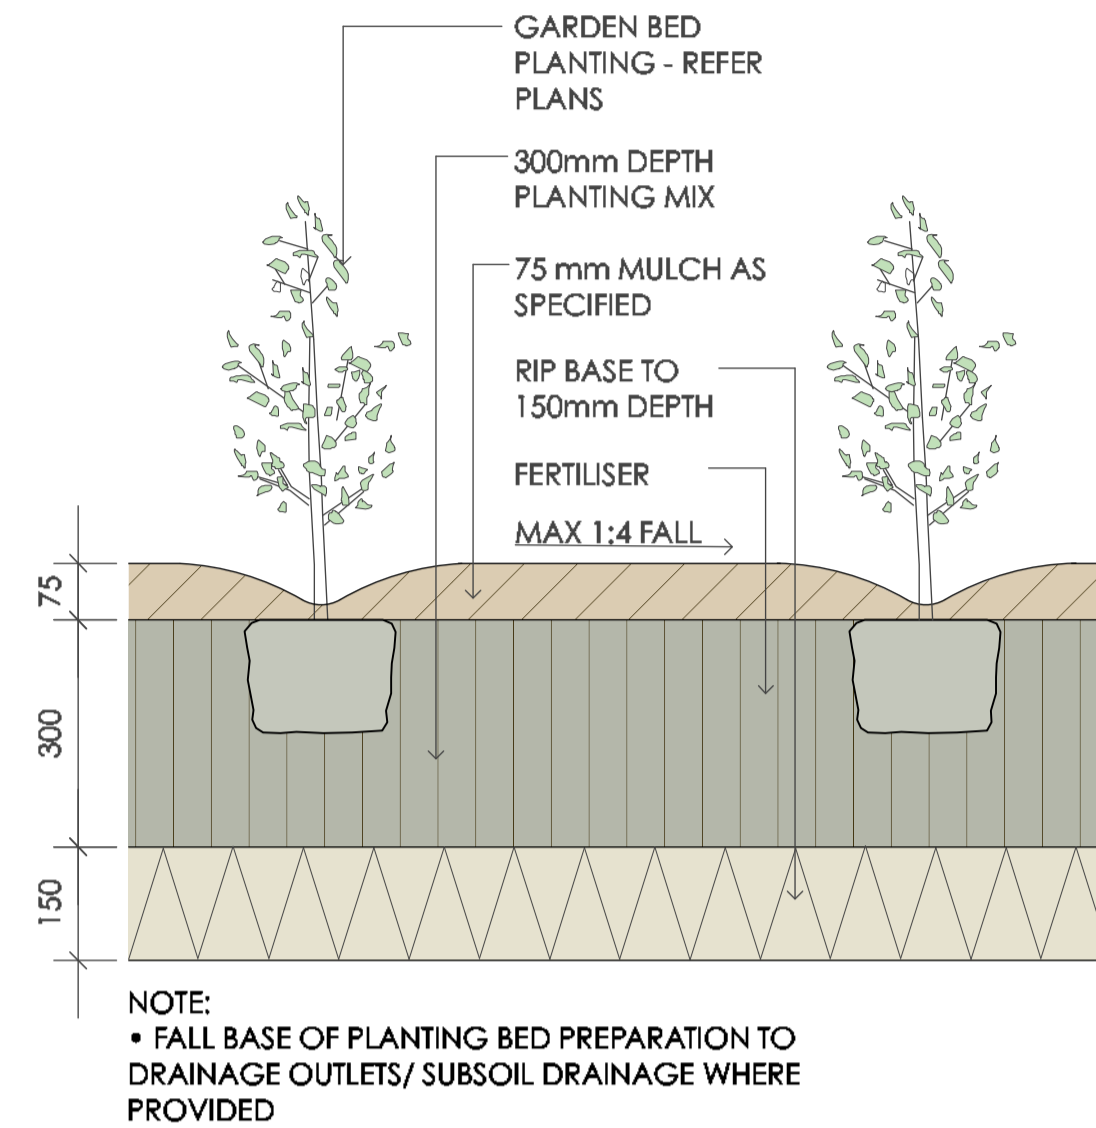 GARDEN BED
PLANTING - REFER
PLANS
300mm DEPTH
PLANTING MIX
75 mm MULCH AS
SPECIFIED
RIP BASE TO
150mm DEPTH
FERTILISER
MAX 1:4 FALL
75
300
150
NOTE:
• FALL BASE OF PLANTING BED PREPARATION TO
DRAINAGE OUTLETS/ SUBSOIL DRAINAGE WHERE
PROVIDED